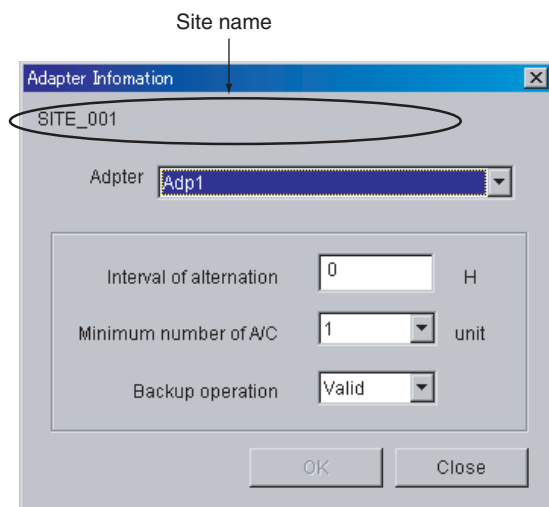 Site name
Adapter Infomation
SITE_001
Adpter Adp1
Interval of alternation 0 H
Minimum number of A/C 1 unit
Backup operation Valid
OK Close